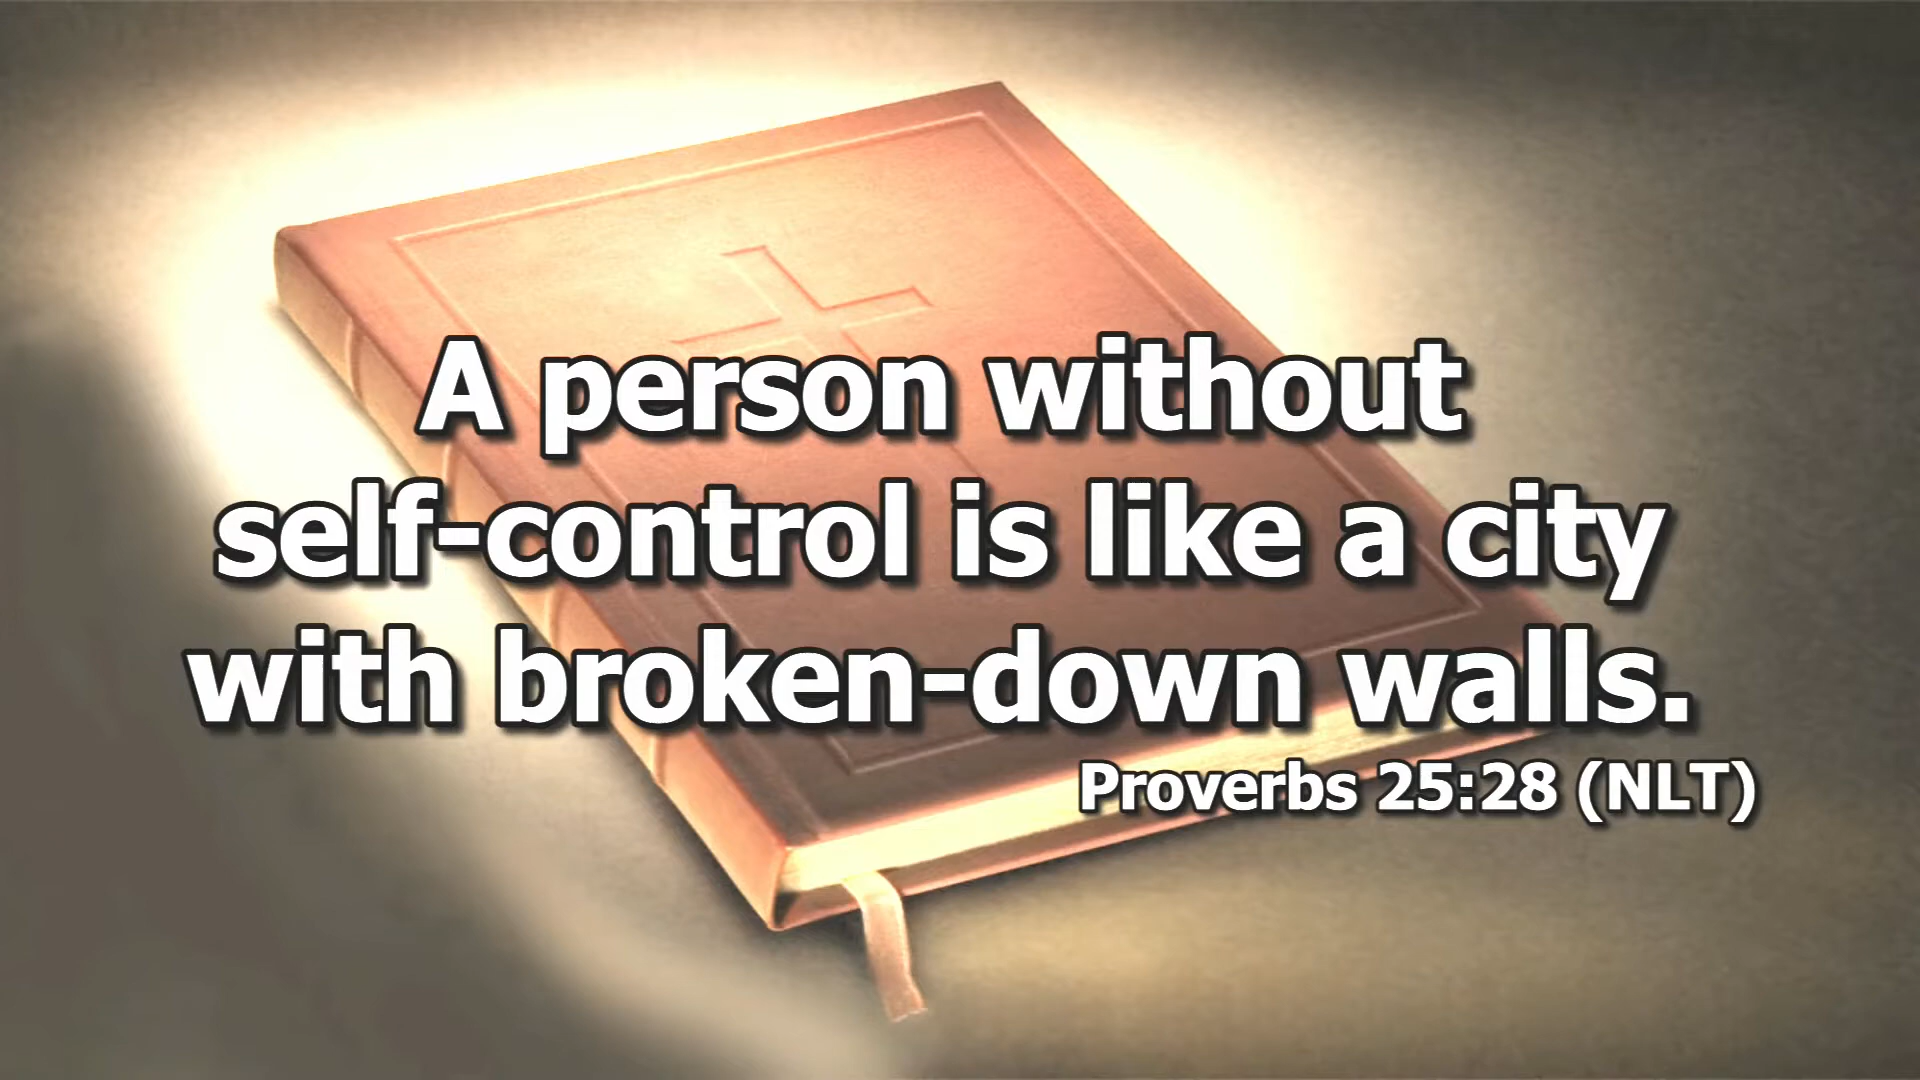 A person without
self-control is like a city
with broken-down walls.
Proverbs 25:28 (NLT)